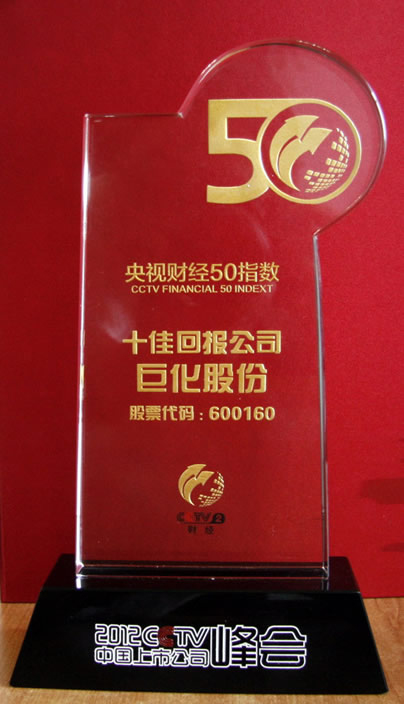 50
央视财经50指数
CCTV FINANCIAL 50 INDEXT
十佳回报公司
巨化股份
股票代码：600160
CCTV 2
财经
2012CCTV
中国上市公司峰会